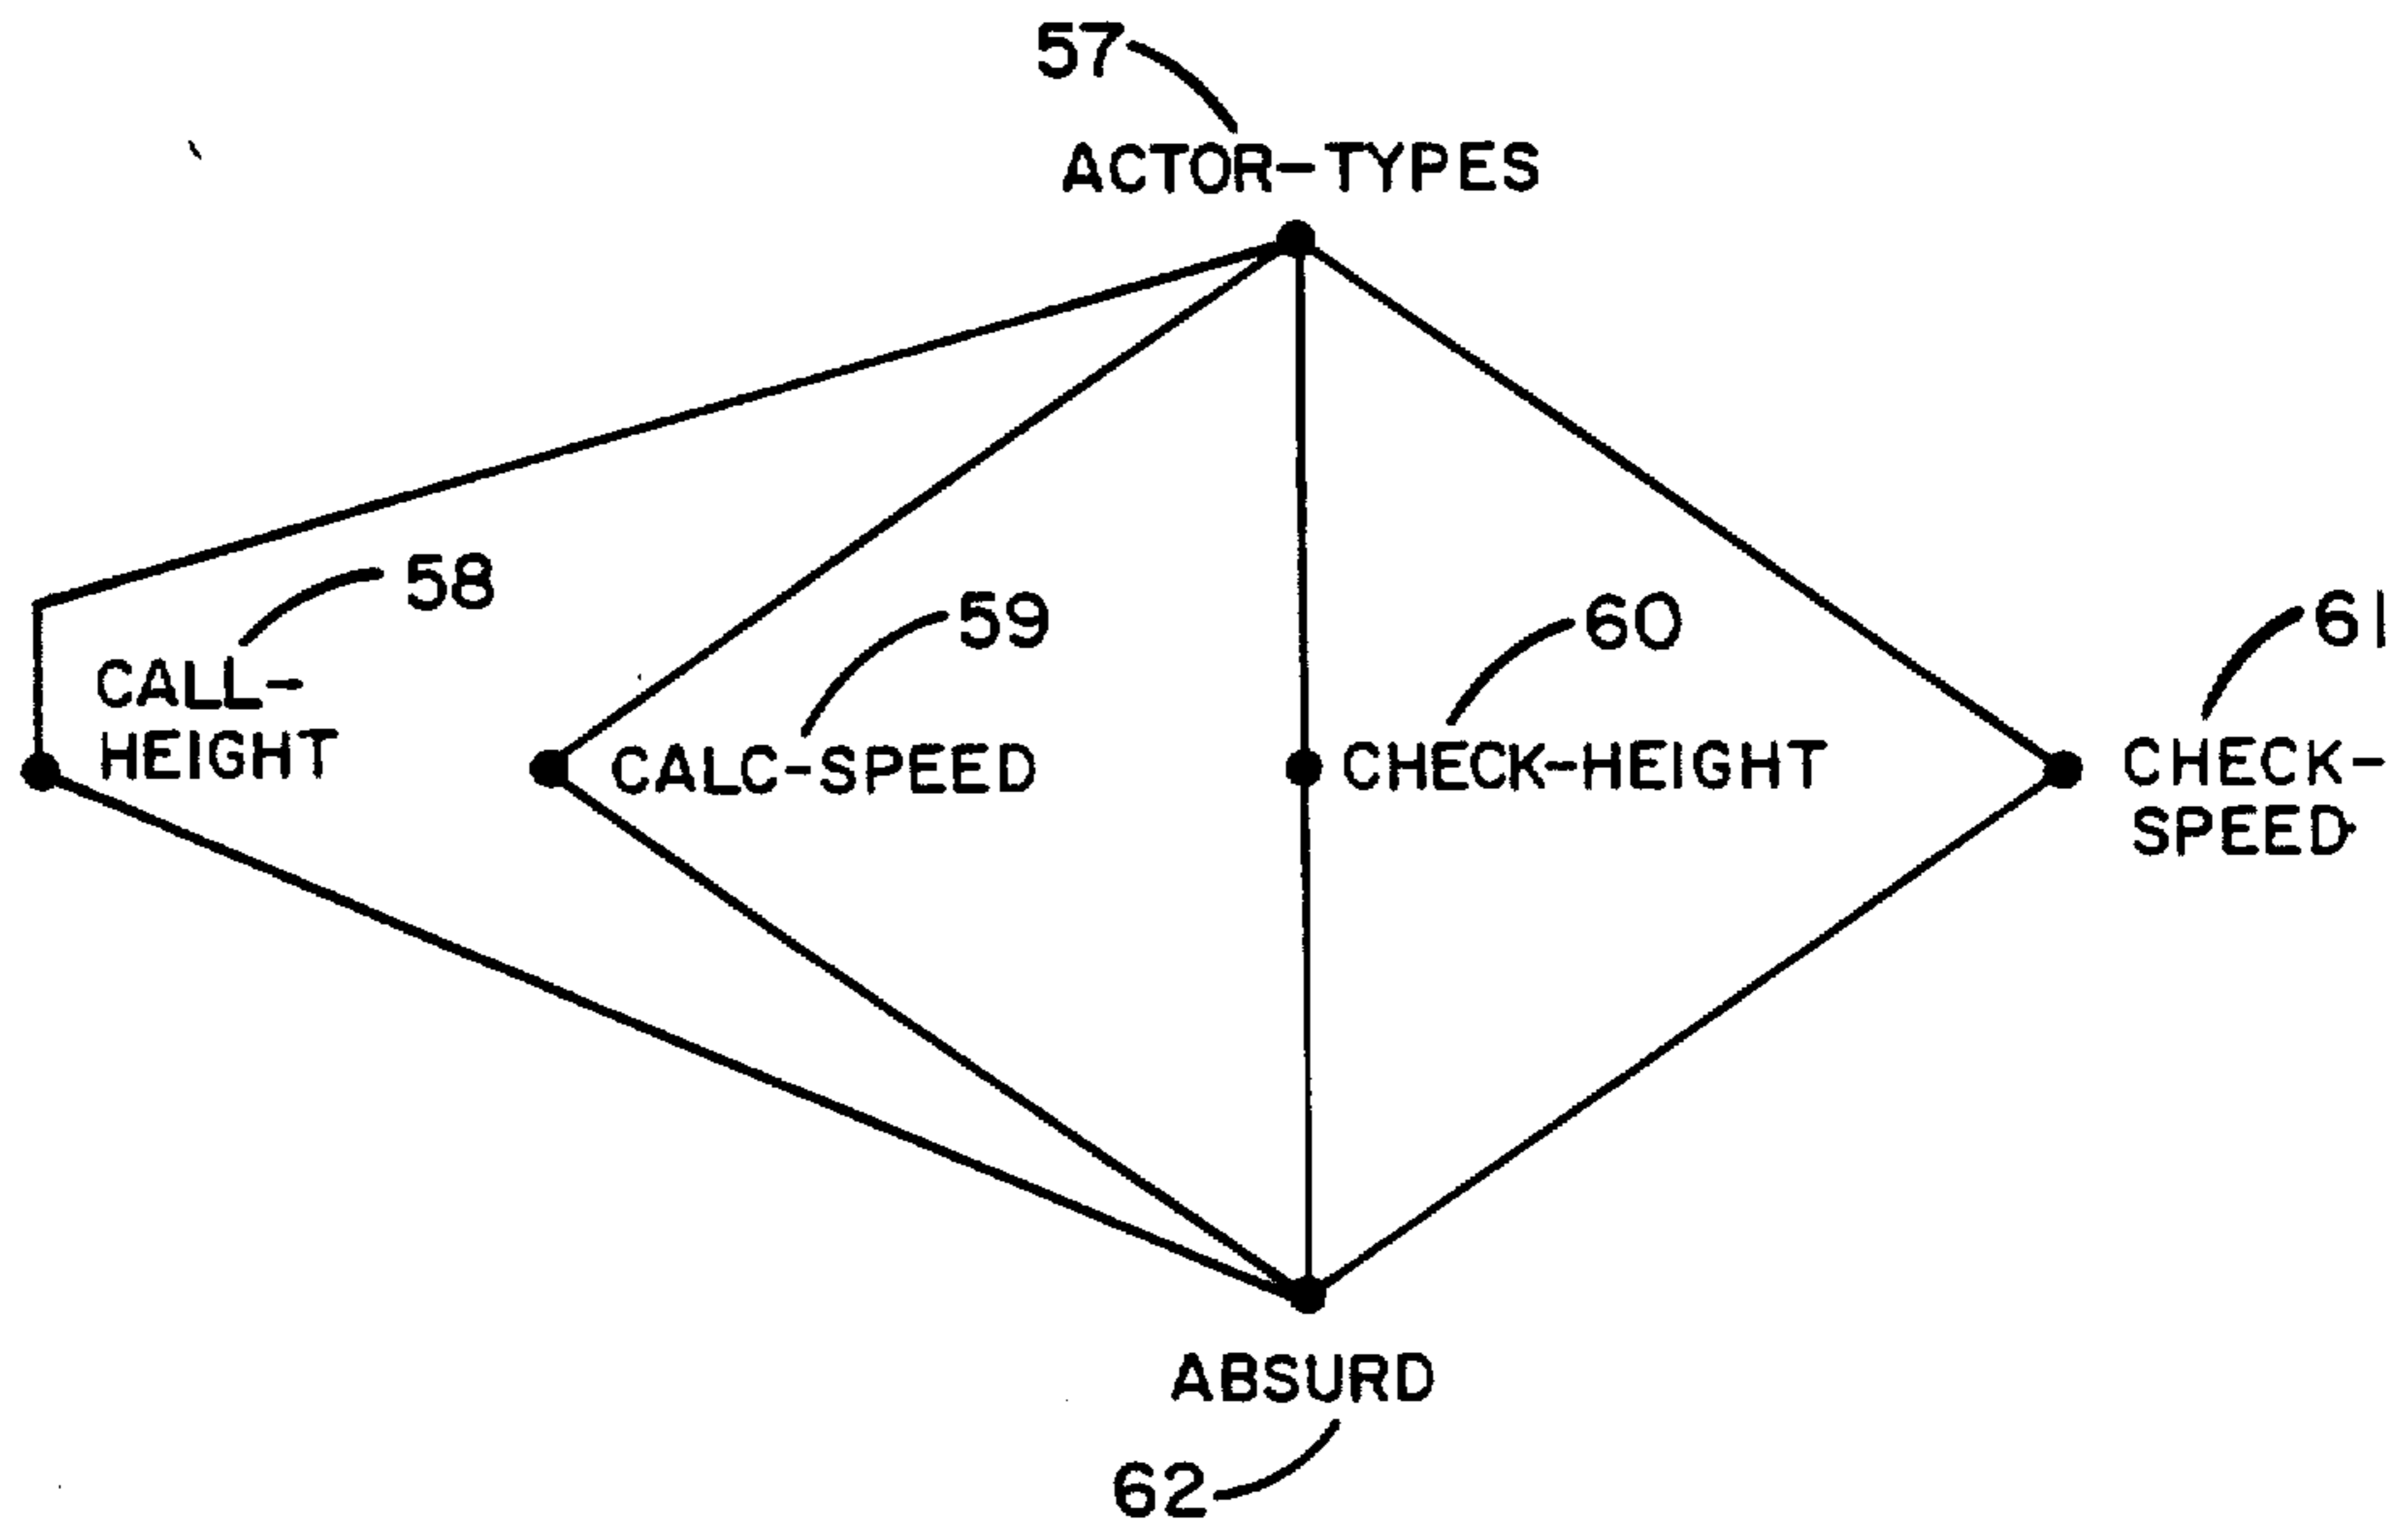 57
ACTOR-TYPES
58
59
60
61
CALL-
HEIGHT
CALC-SPEED
CHECK-HEIGHT
CHECK-
SPEED
ABSURD
62